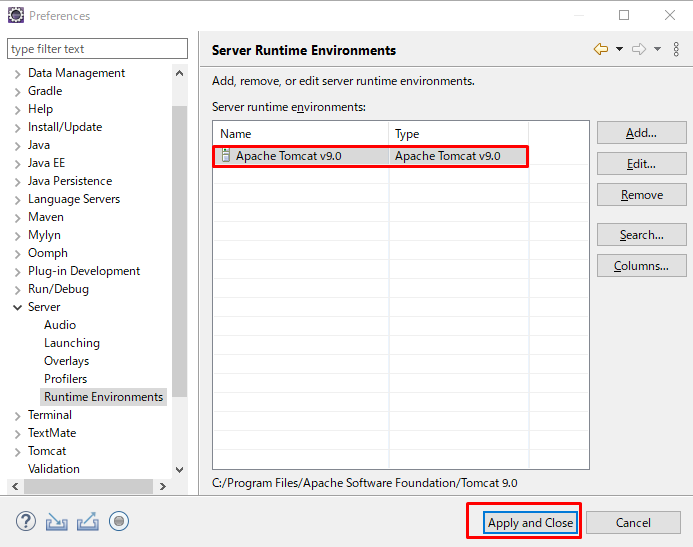 Preferences
type filter text
Data Management
Gradle
Help
Install/Update
Java
Java EE
Java Persistence
Language Servers
Maven
Mylyn
Oomph
Plug-in Development
Run/Debug
Server
Audio
Launching
Overlays
Profilers
Runtime Environments
Terminal
TextMate
Tomcat
Validation
Server Runtime Environments
Add, remove, or edit server runtime environments.
Server runtime environments:
Name Type
Apache Tomcat v9.0 Apache Tomcat v9.0
Add...
Edit...
Remove
Search...
Columns...
C:/Program Files/Apache Software Foundation/Tomcat 9.0
? Apply and Close Cancel